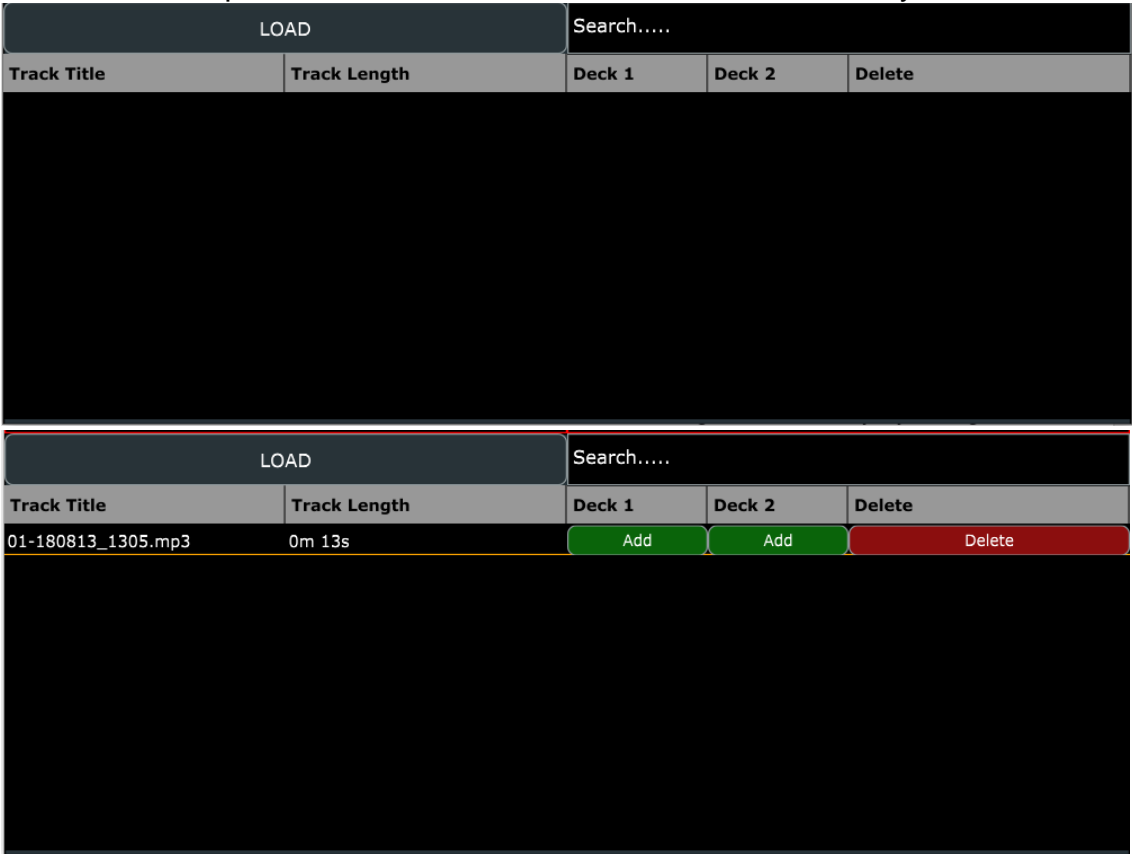 LOAD Search.....
Track Title Track Length Deck 1 Deck 2 Delete
LOAD Search.....
Track Title Track Length Deck 1 Deck 2 Delete
01-180813_1305.mp3 0m 13s Add Add Delete